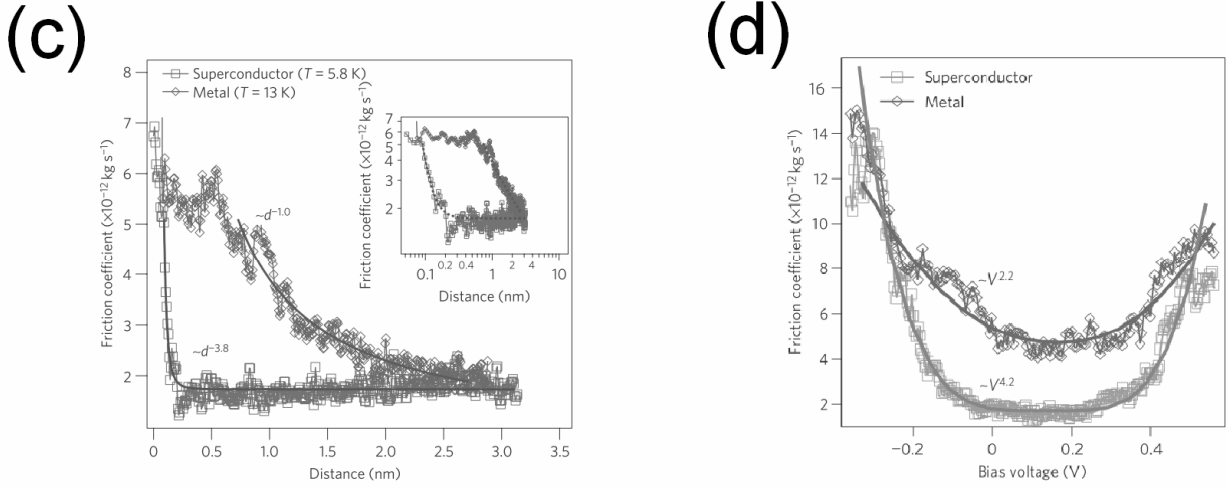 (c)
Friction coefficient (×10⁻¹² kg s⁻¹)
8
7
6
5
4
3
2
Superconductor (T = 5.8 K)
Metal (T = 13 K)
~d⁻¹·⁰
~d⁻³·⁸
0
0.5
1.0
1.5
2.0
2.5
3.0
3.5
Distance (nm)
Friction coefficient (×10⁻¹² kg s⁻¹)
7
6
5
4
3
2
0.1
0.2
0.4
1
2
4
10
Distance (nm)
(d)
Friction coefficient (×10⁻¹² kg s⁻¹)
16
14
12
10
8
6
4
2
Superconductor
Metal
~V²·²
~V⁴·²
−0.2
0
0.2
0.4
Bias voltage (V)